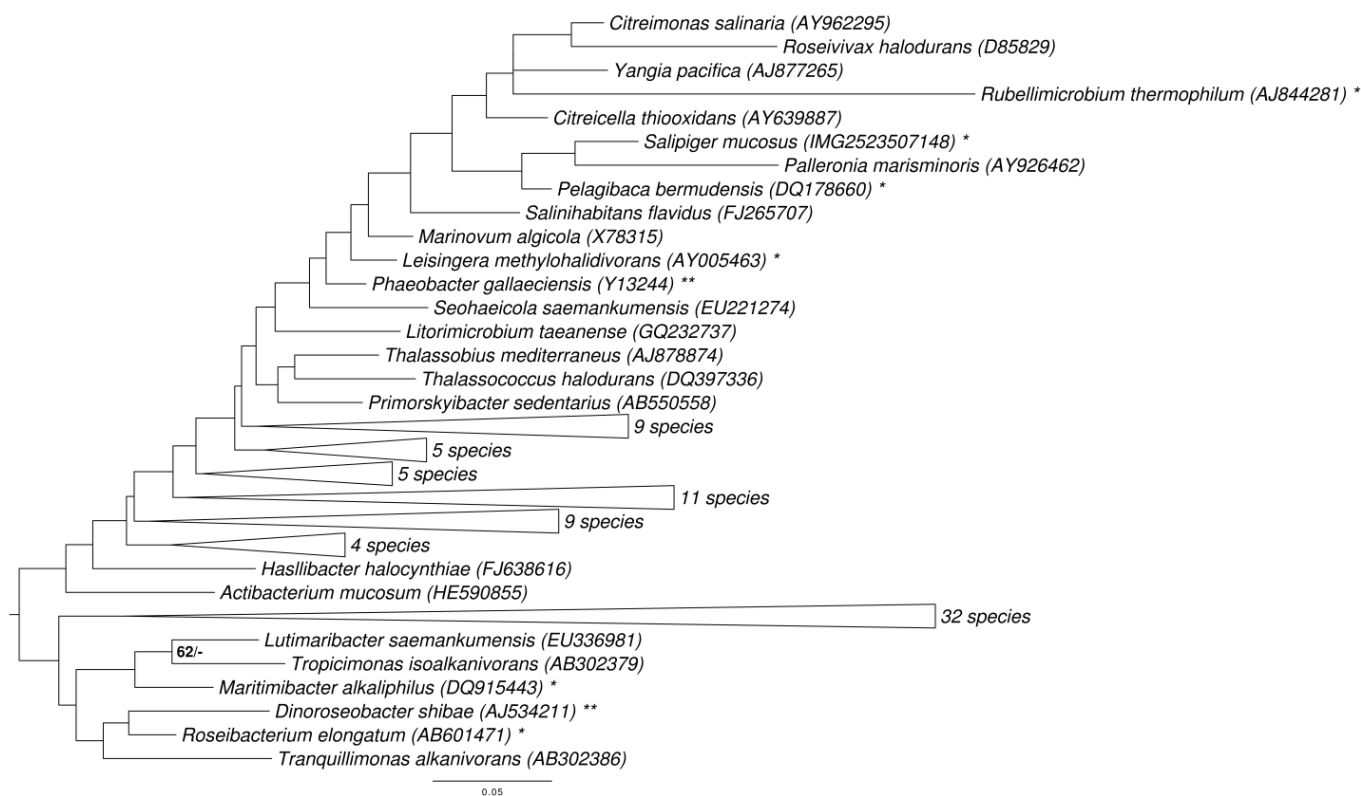 Citreimonas salinaria (AY962295)
Roseivivax halodurans (D85829)
Yangia pacifica (AJ877265)
Rubellimicrobium thermophilum (AJ844281) *
Citreicella thiooxidans (AY639887)
Salipiger mucosus (IMG2523507148) *
Palleronia marisminoris (AY926462)
Pelagibaca bermudensis (DQ178660) *
Salinihabitans flavidus (FJ265707)
Marinovum algicola (X78315)
Leisingera methylohalidivorans (AY005463) *
Phaeobacter gallaeciensis (Y13244) **
Seohaeicola saemankumensis (EU221274)
Litorimicrobium taeanense (GQ232737)
Thalassobius mediterraneus (AJ878874)
Thalassococcus halodurans (DQ397336)
Primorskyibacter sedentarius (AB550558)
9 species
5 species
5 species
11 species
9 species
4 species
Hasllibacter halocynthiae (FJ638616)
Actibacterium mucosum (HE590855)
32 species
Lutimaribacter saemankumensis (EU336981)
62/-
Tropicimonas isoalkanivorans (AB302379)
Maritimibacter alkaliphilus (DQ915443) *
Dinoroseobacter shibae (AJ534211) **
Roseibacterium elongatum (AB601471) *
Tranquillimonas alkanivorans (AB302386)
0.05